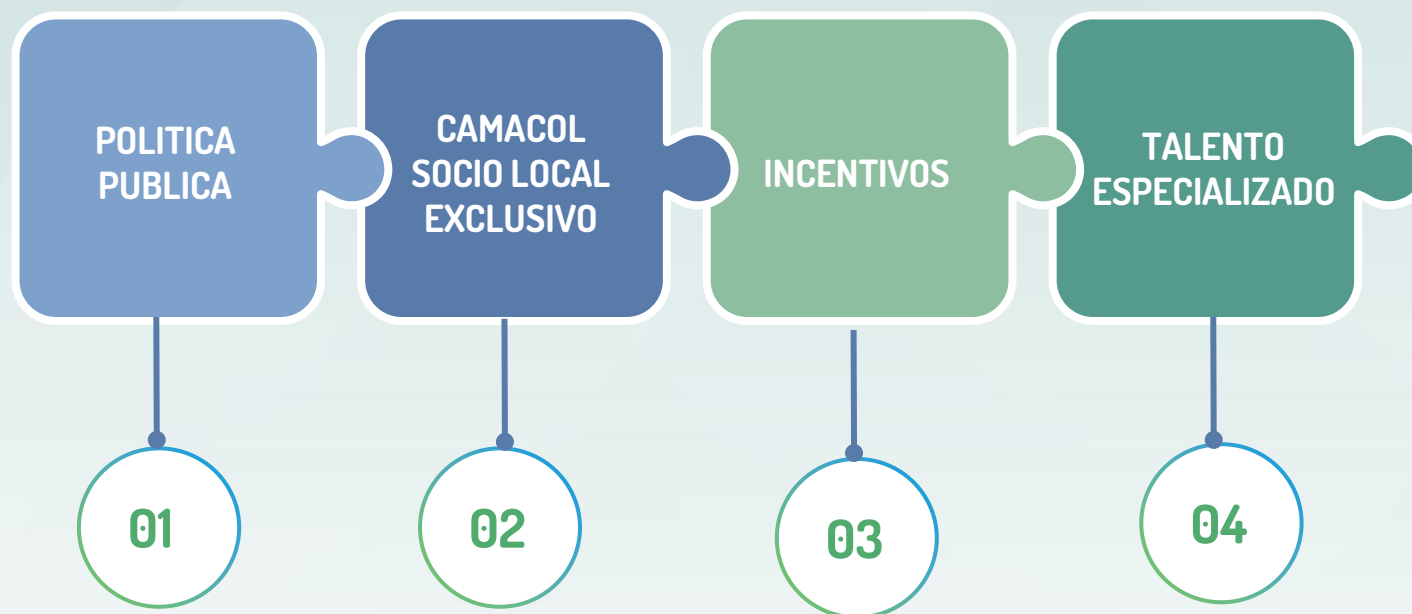 POLITICA
PUBLICA
CAMACOL
SOCIO LOCAL
EXCLUSIVO
INCENTIVOS
TALENTO
ESPECIALIZADO
01
02
03
04